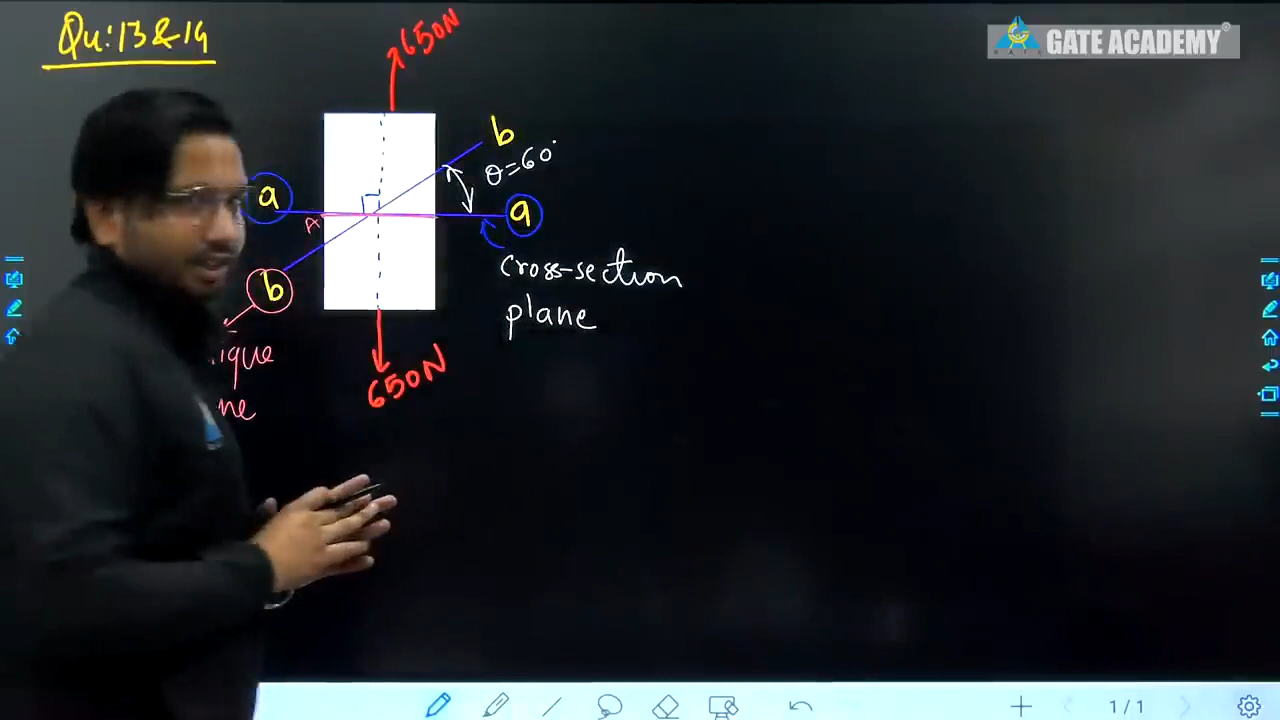 Qu: 13 & 14
GATE ACADEMY
650N
b
θ=60°
a
a
A
b
cross-section
plane
650N
1 / 1